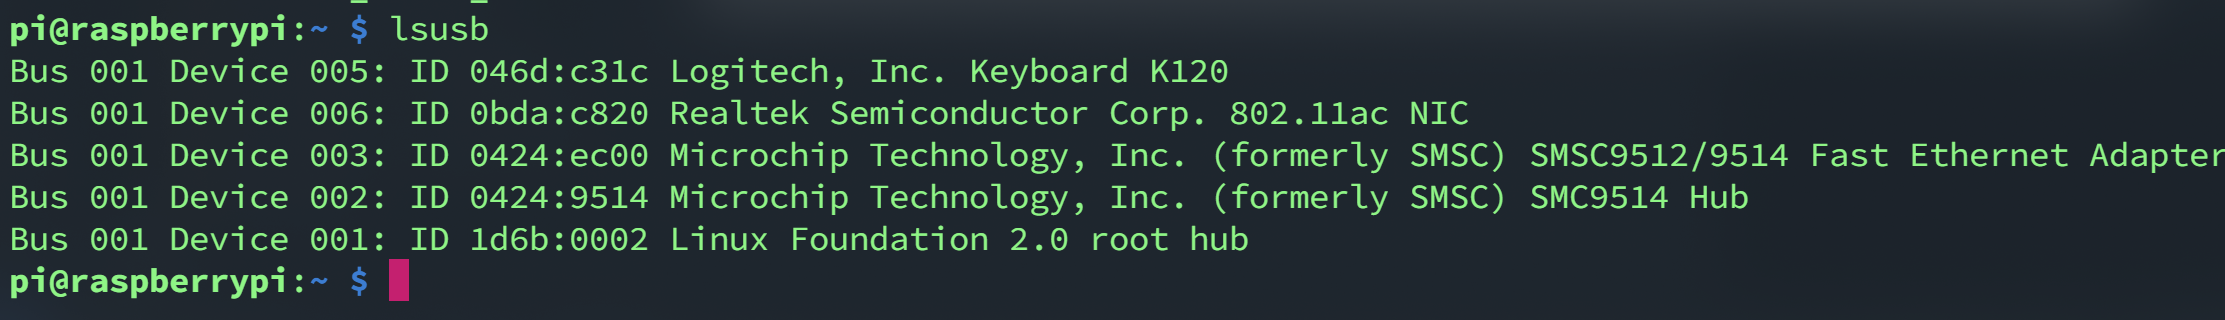 pi@raspberrypi:~ $ lsusb
Bus 001 Device 005: ID 046d:c31c Logitech, Inc. Keyboard K120
Bus 001 Device 006: ID 0bda:c820 Realtek Semiconductor Corp. 802.11ac NIC
Bus 001 Device 003: ID 0424:ec00 Microchip Technology, Inc. (formerly SMSC) SMSC9512/9514 Fast Ethernet Adapter
Bus 001 Device 002: ID 0424:9514 Microchip Technology, Inc. (formerly SMSC) SMC9514 Hub
Bus 001 Device 001: ID 1d6b:0002 Linux Foundation 2.0 root hub
pi@raspberrypi:~ $